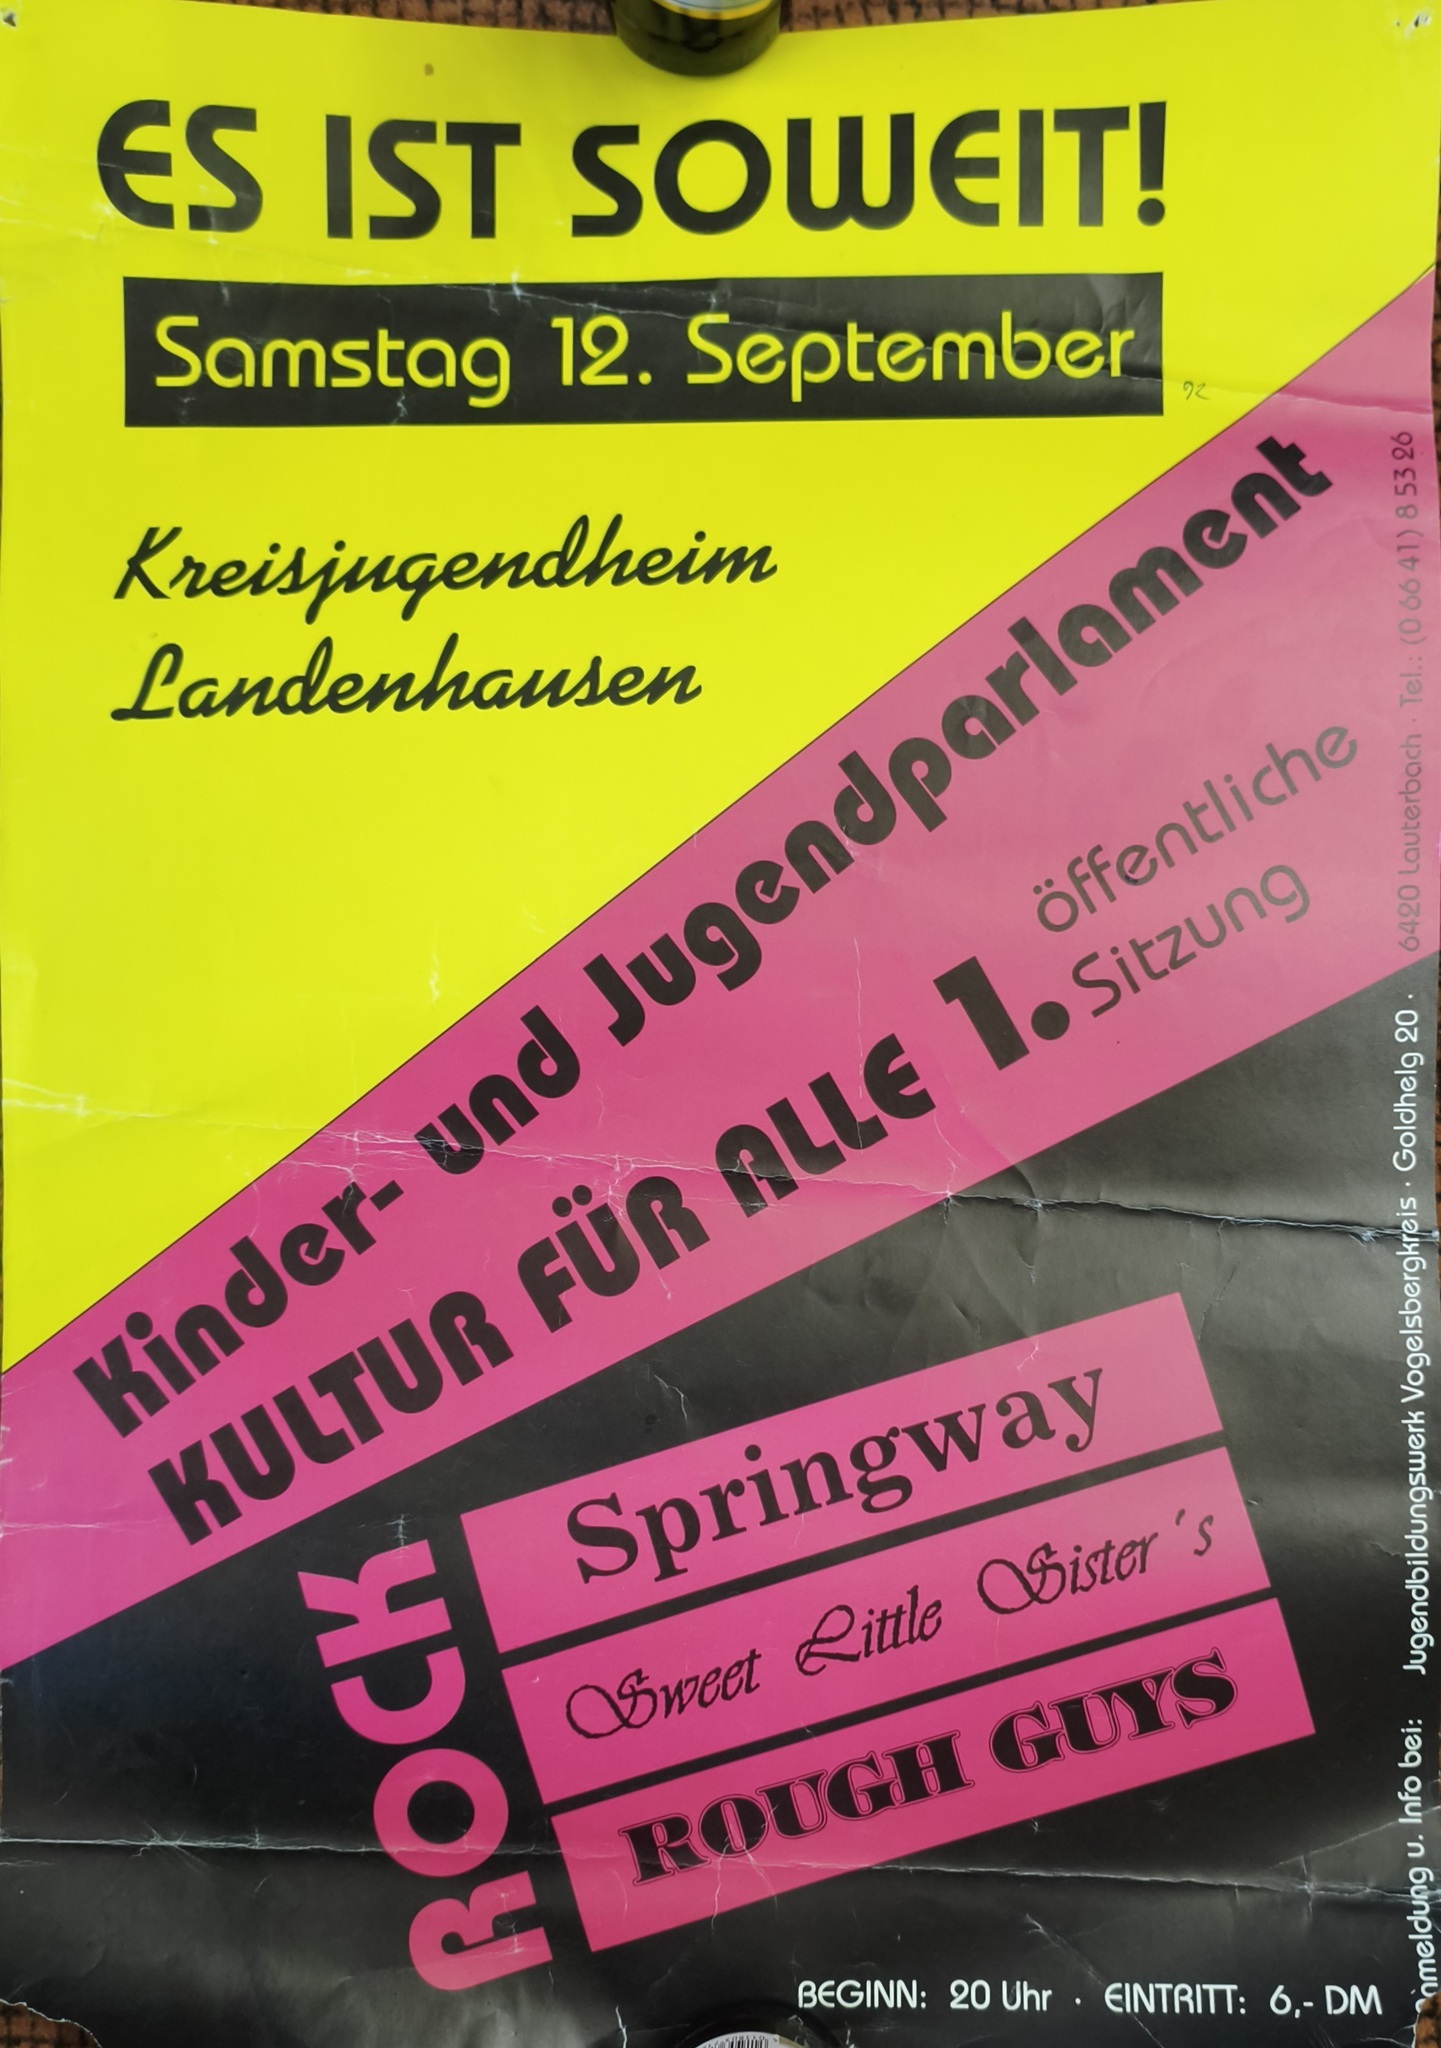 ES IST SOWEIT!
Samstag 12. September
92
Kreisjugendheim
Landenhausen
Kinder- und Jugendparlament
KULTUR FÜR ALLE 1. öffentliche
Sitzung
ROCK
Springway
Sweet Little Sister´s
ROUGH GUYS
BEGINN: 20 Uhr · EINTRITT: 6,- DM
nmeldung u. Info bei: Jugendbildungswerk Vogelsbergkreis · Goldhelg 20 · 6420 Lauterbach · Tel.: (0 66 41) 8 53 26